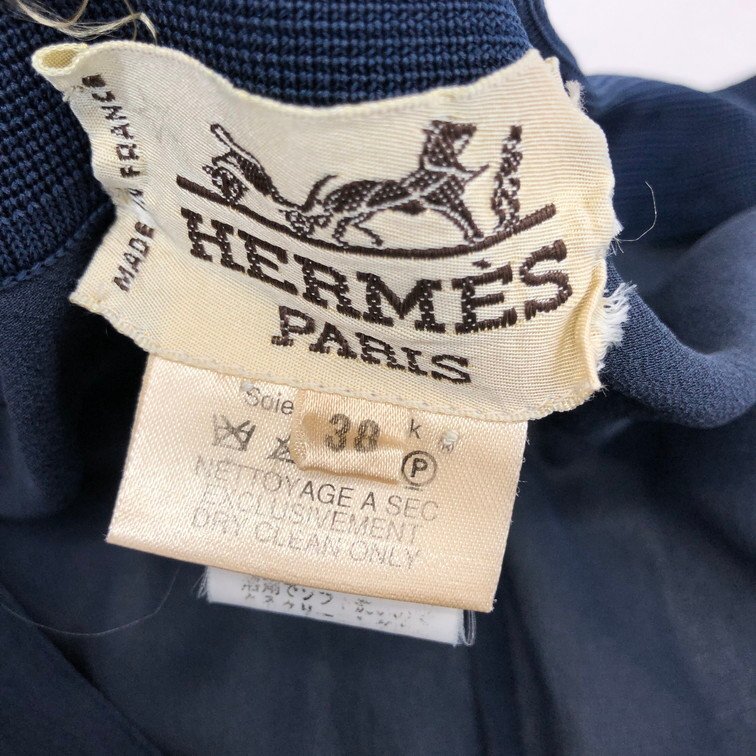 MADE IN FRANCE
HERMÈS
PARIS
Soie 38 k
P
NETTOYAGE A SEC
EXCLUSIVEMENT
DRY CLEAN ONLY